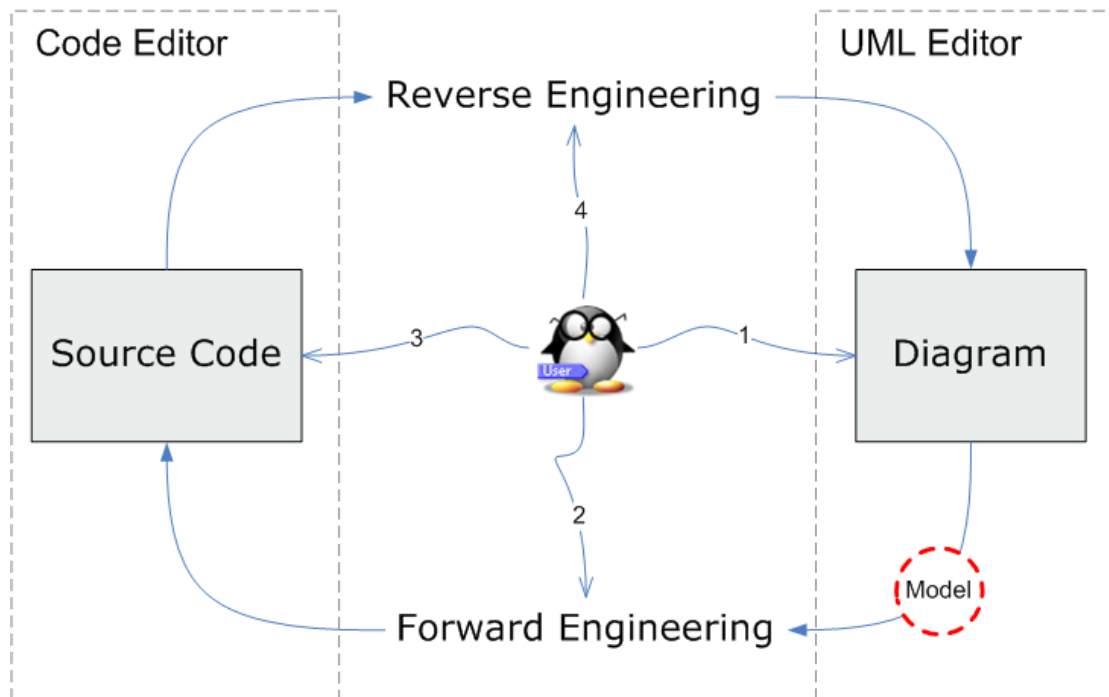 Code Editor
UML Editor
Reverse Engineering
4
Source Code
3
User
1
Diagram
2
Model
Forward Engineering